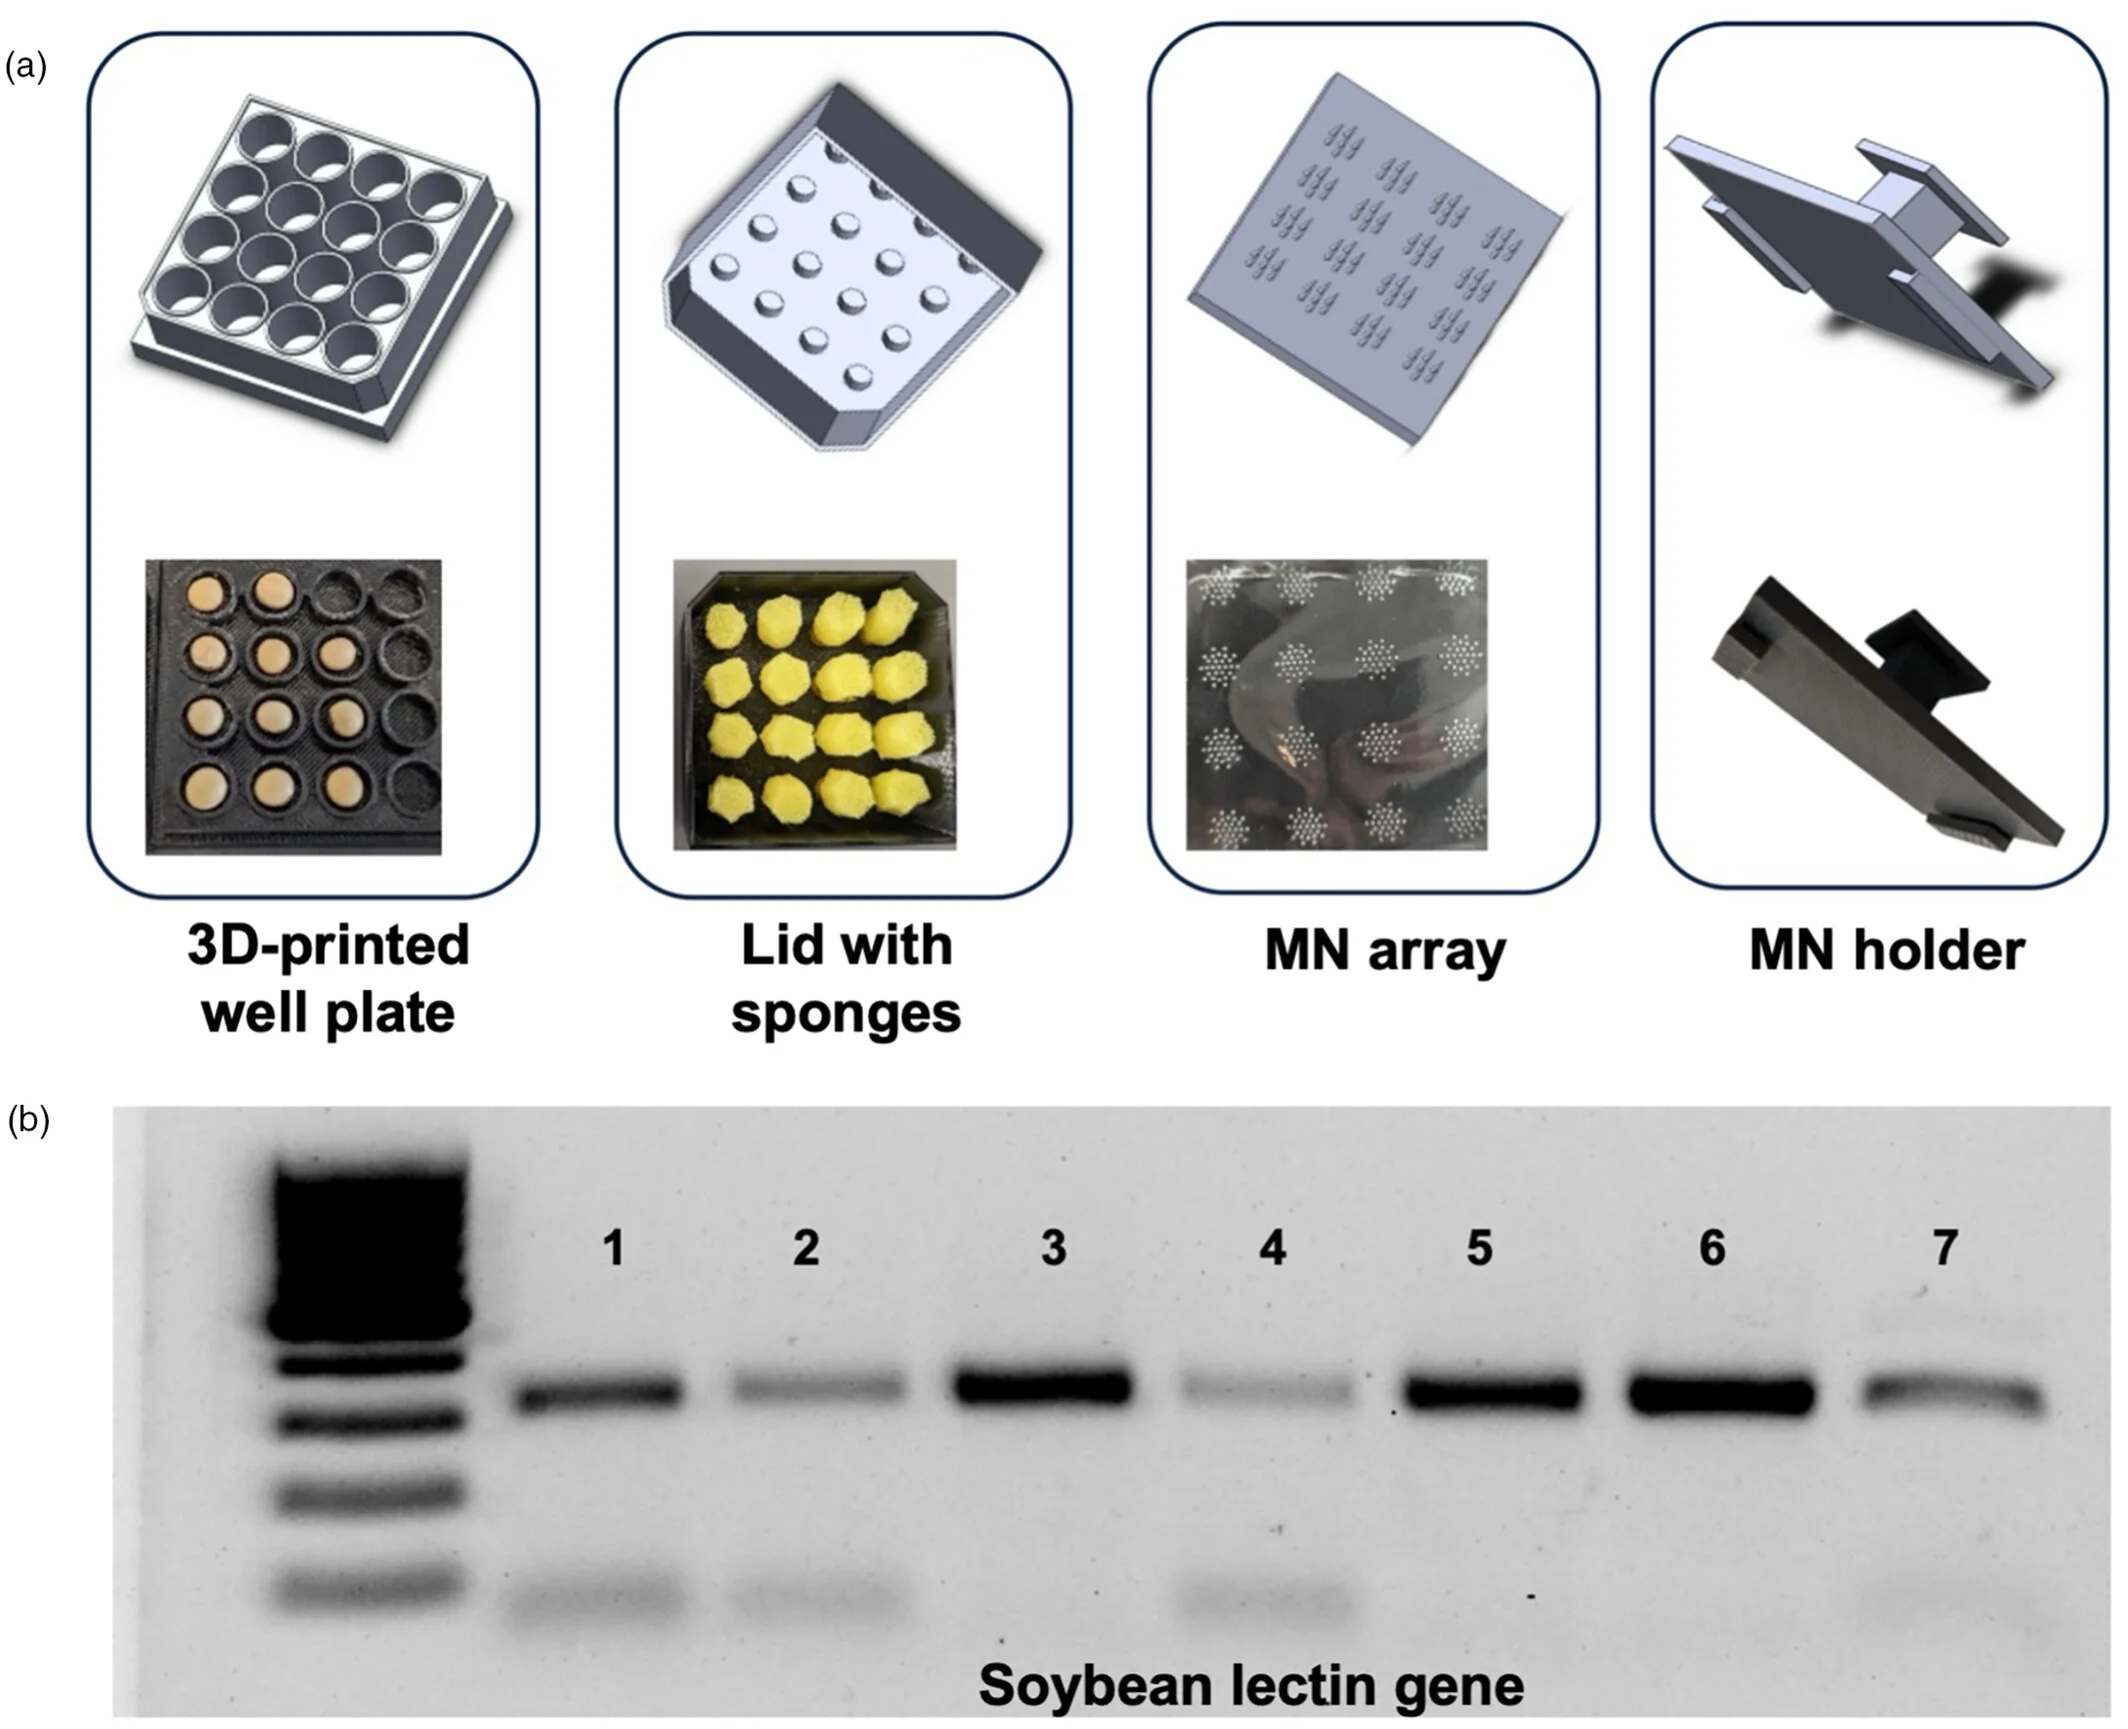 (a)
3D-printed
well plate
Lid with
sponges
MN array
MN holder
(b)
1 2 3 4 5 6 7
Soybean lectin gene